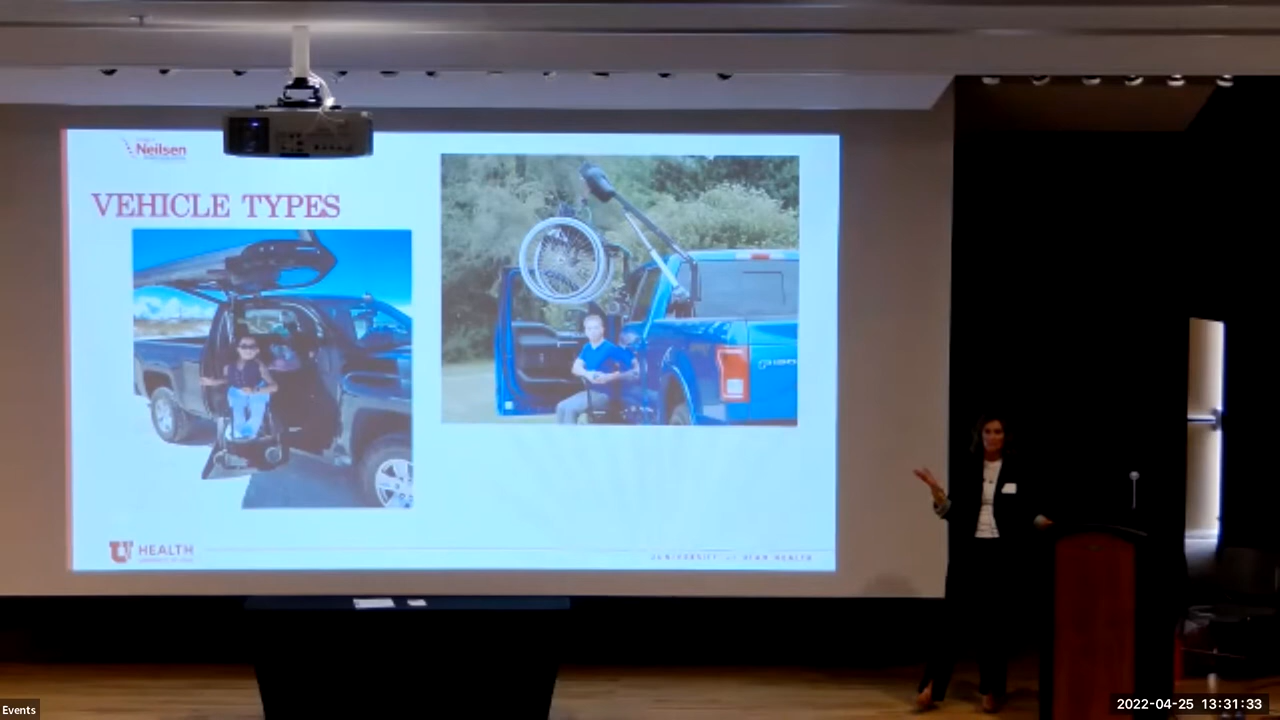 Neilsen
VEHICLE TYPES
HEALTH
UNIVERSITY OF UTAH HEALTH
Events
2022-04-25 13:31:33